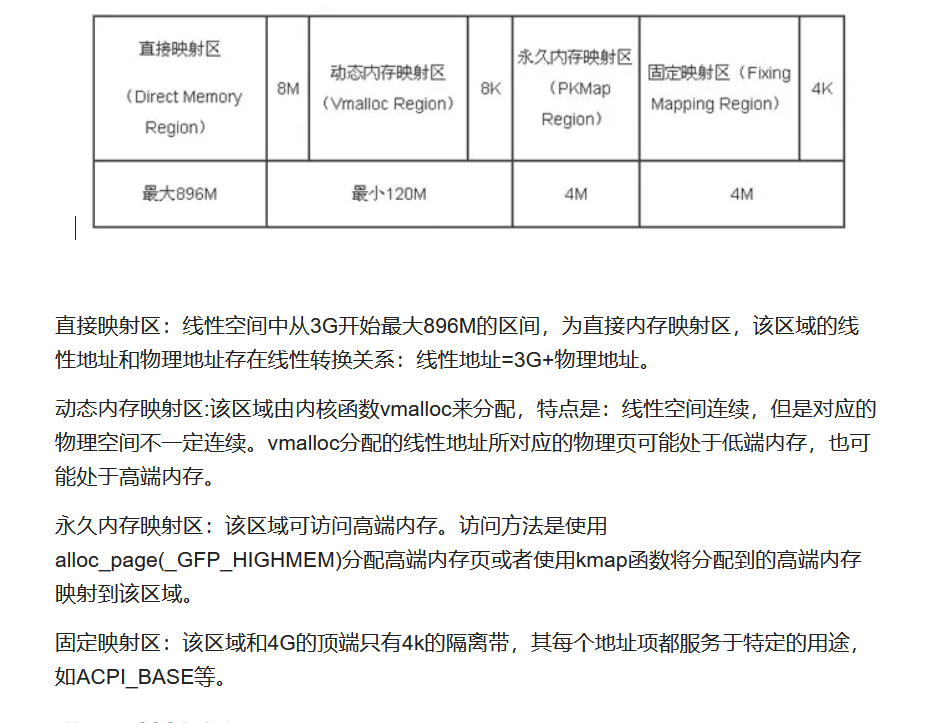 直接映射区
（Direct Memory
Region）
8M
动态内存映射区
（Vmalloc Region）
8K
永久内存映射区
（PKMap
Region）
固定映射区（Fixing
Mapping Region）
4K
最大896M
最小120M
4M
4M
直接映射区：线性空间中从3G开始最大896M的区间，为直接内存映射区，该区域的线
性地址和物理地址存在线性转换关系：线性地址=3G+物理地址。
动态内存映射区:该区域由内核函数vmalloc来分配，特点是：线性空间连续，但是对应的
物理空间不一定连续。vmalloc分配的线性地址所对应的物理页可能处于低端内存，也可
能处于高端内存。
永久内存映射区：该区域可访问高端内存。访问方法是使用
alloc_page(_GFP_HIGHMEM)分配高端内存页或者使用kmap函数将分配到的高端内存
映射到该区域。
固定映射区：该区域和4G的顶端只有4k的隔离带，其每个地址项都服务于特定的用途，
如ACPI_BASE等。